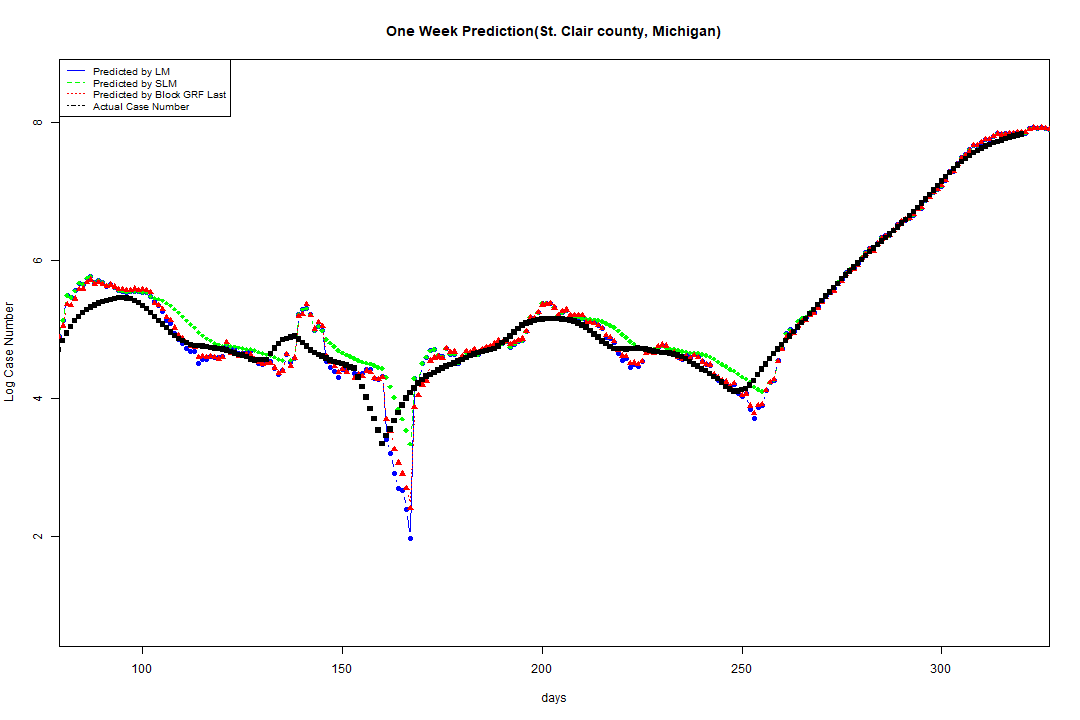 One Week Prediction(St. Clair county, Michigan)
Predicted by LM
Predicted by SLM
Predicted by Block GRF Last
Actual Case Number
8
6
4
2
Log Case Number
100 150 200 250 300
days